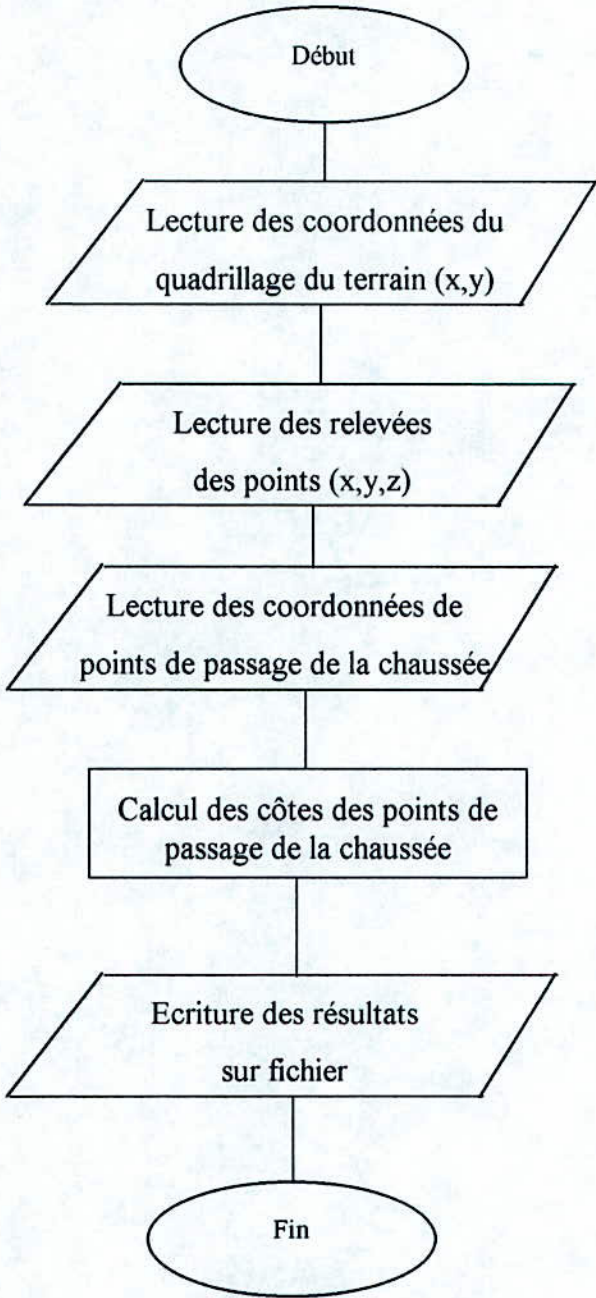 Début
Lecture des coordonnées du
quadrillage du terrain (x,y)
Lecture des relevées
des points (x,y,z)
Lecture des coordonnées de
points de passage de la chaussée
Calcul des côtes des points de
passage de la chaussée
Ecriture des résultats
sur fichier
Fin